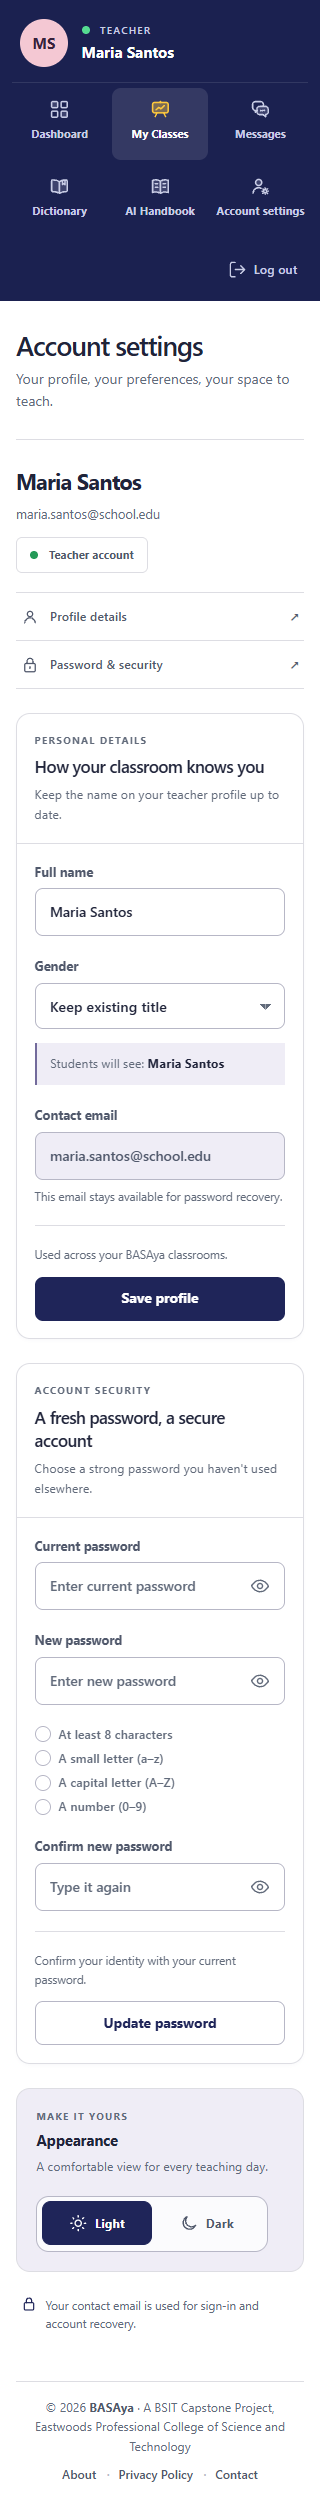 MS
TEACHER
Maria Santos
Dashboard
My Classes
Messages
Dictionary
AI Handbook
Account settings
Log out
Account settings
Your profile, your preferences, your space to
teach.
Maria Santos
maria.santos@school.edu
Teacher account
Profile details ↗
Password & security ↗
PERSONAL DETAILS
How your classroom knows you
Keep the name on your teacher profile up to
date.
Full name
Maria Santos
Gender
Keep existing title
Students will see: Maria Santos
Contact email
maria.santos@school.edu
This email stays available for password recovery.
Used across your BASAya classrooms.
Save profile
ACCOUNT SECURITY
A fresh password, a secure
account
Choose a strong password you haven't used
elsewhere.
Current password
Enter current password
New password
Enter new password
At least 8 characters
A small letter (a–z)
A capital letter (A–Z)
A number (0–9)
Confirm new password
Type it again
Confirm your identity with your current
password.
Update password
MAKE IT YOURS
Appearance
A comfortable view for every teaching day.
Light
Dark
Your contact email is used for sign-in and
account recovery.
© 2026 BASAya · A BSIT Capstone Project,
Eastwoods Professional College of Science and
Technology
About · Privacy Policy · Contact